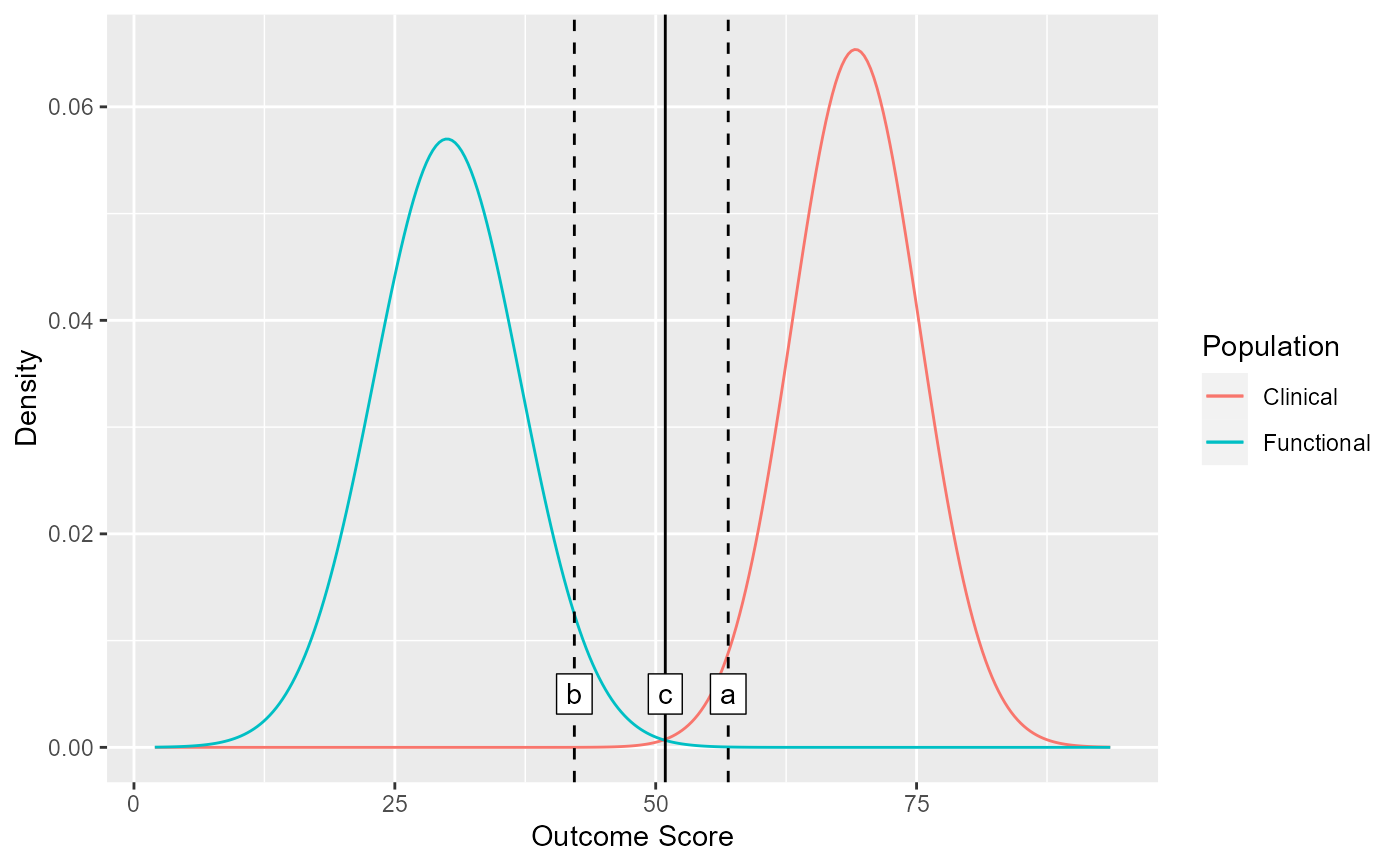 0.06
0.04
0.02
0.00
Density
b
c
a
0
25
50
75
Outcome Score
Population
Clinical
Functional